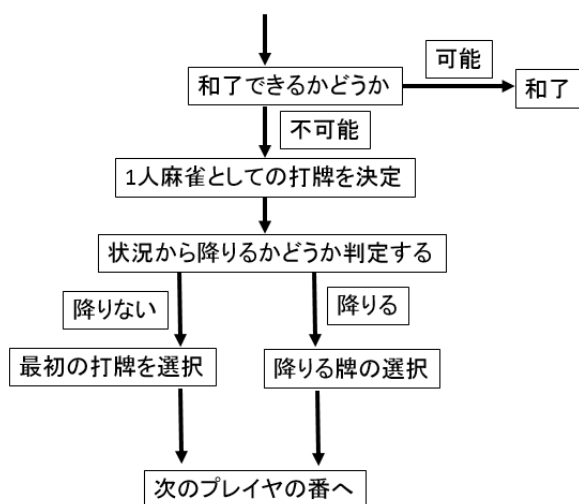 可能
和了できるかどうか
和了
不可能
1人麻雀としての打牌を決定
状況から降りるかどうか判定する
降りない
降りる
最初の打牌を選択
降りる牌の選択
次のプレイヤの番へ